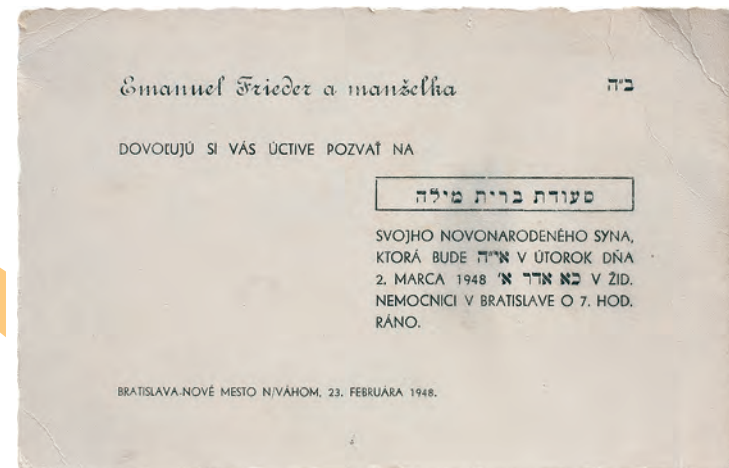 Emanuel Frieder a manželka ב״ה
DOVOĽUJÚ SI VÁS ÚCTIVE POZVAŤ NA
סעודת ברית מילה
SVOJHO NOVONARODENÉHO SYNA,
KTORÁ BUDE אי״ה V ÚTOROK DŇA
2. MARCA 1948 כא אדר א׳ V ŽID.
NEMOCNICI V BRATISLAVE O 7. HOD.
RÁNO.
BRATISLAVA-NOVÉ MESTO N/VÁHOM, 23. FEBRUÁRA 1948.